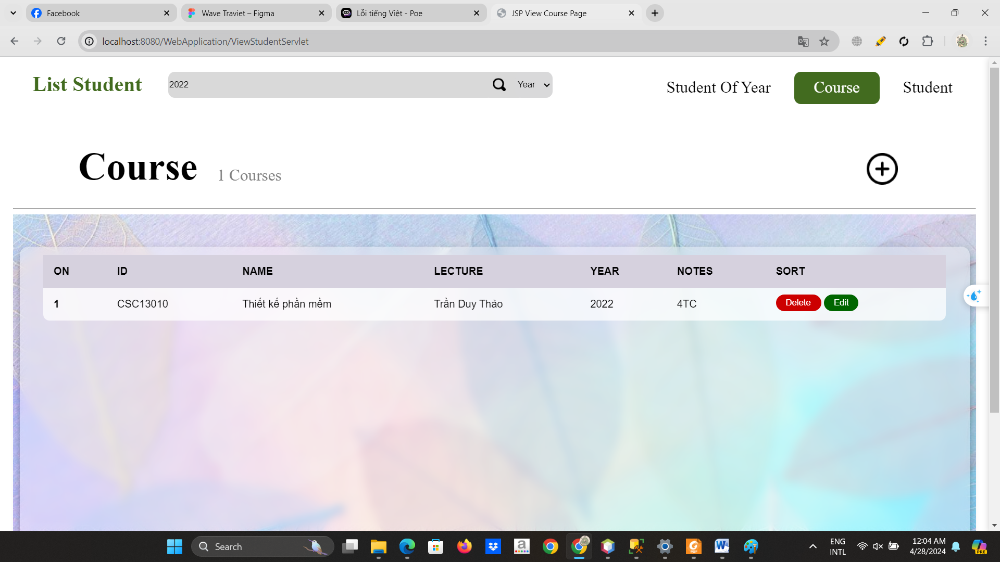 Facebook
Wave Traviet – Figma
Lỗi tiếng Việt - Poe
JSP View Course Page
localhost:8080/WebApplication/ViewStudentServlet
List Student
2022
Year
Student Of Year
Course
Student
Course
1 Courses
ON ID NAME LECTURE YEAR NOTES SORT
1 CSC13010 Thiết kế phần mềm Trần Duy Thảo 2022 4TC Delete Edit
Search
ENG
INTL
12:04 AM
4/28/2024